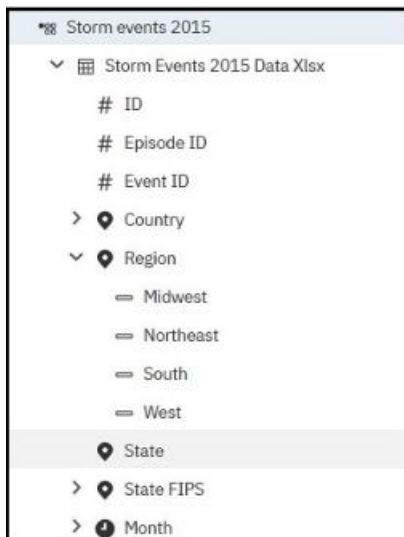 Storm events 2015
Storm Events 2015 Data Xlsx
# ID
# Episode ID
# Event ID
Country
Region
Midwest
Northeast
South
West
State
State FIPS
Month